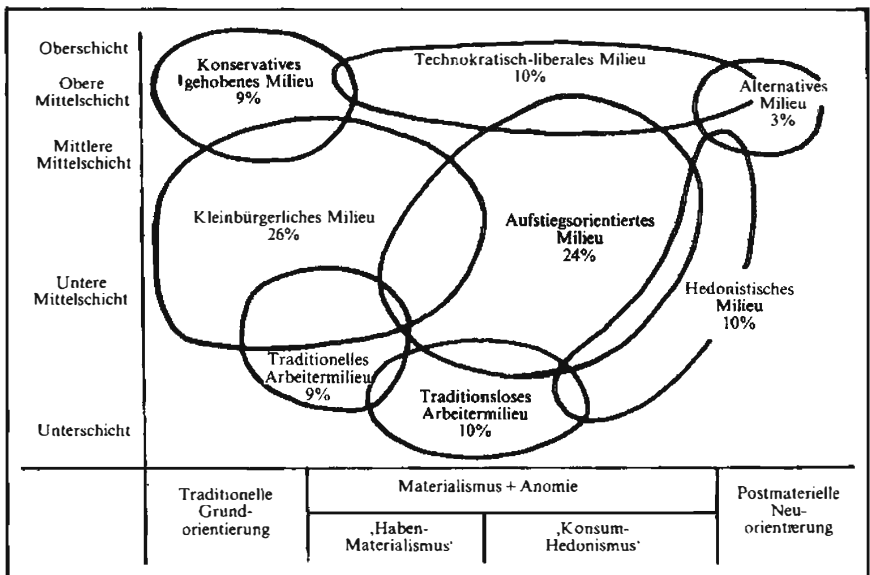 Oberschicht
Obere
Mittelschicht
Mittlere
Mittelschicht
Untere
Mittelschicht
Unterschicht
Konservatives
gehobenes Milieu
9%
Technokratisch-liberales Milieu
10%
Alternatives
Milieu
3%
Kleinbürgerliches Milieu
26%
Aufstiegsorientiertes
Milieu
24%
Hedonistisches
Milieu
10%
Traditionelles
Arbeitermilieu
9%
Traditionsloses
Arbeitermilieu
10%
Traditionelle
Grund-
orientierung
Materialismus + Anomie
‚Haben-
Materialismus‘
‚Konsum-
Hedonismus‘
Postmaterielle
Neu-
orientierung